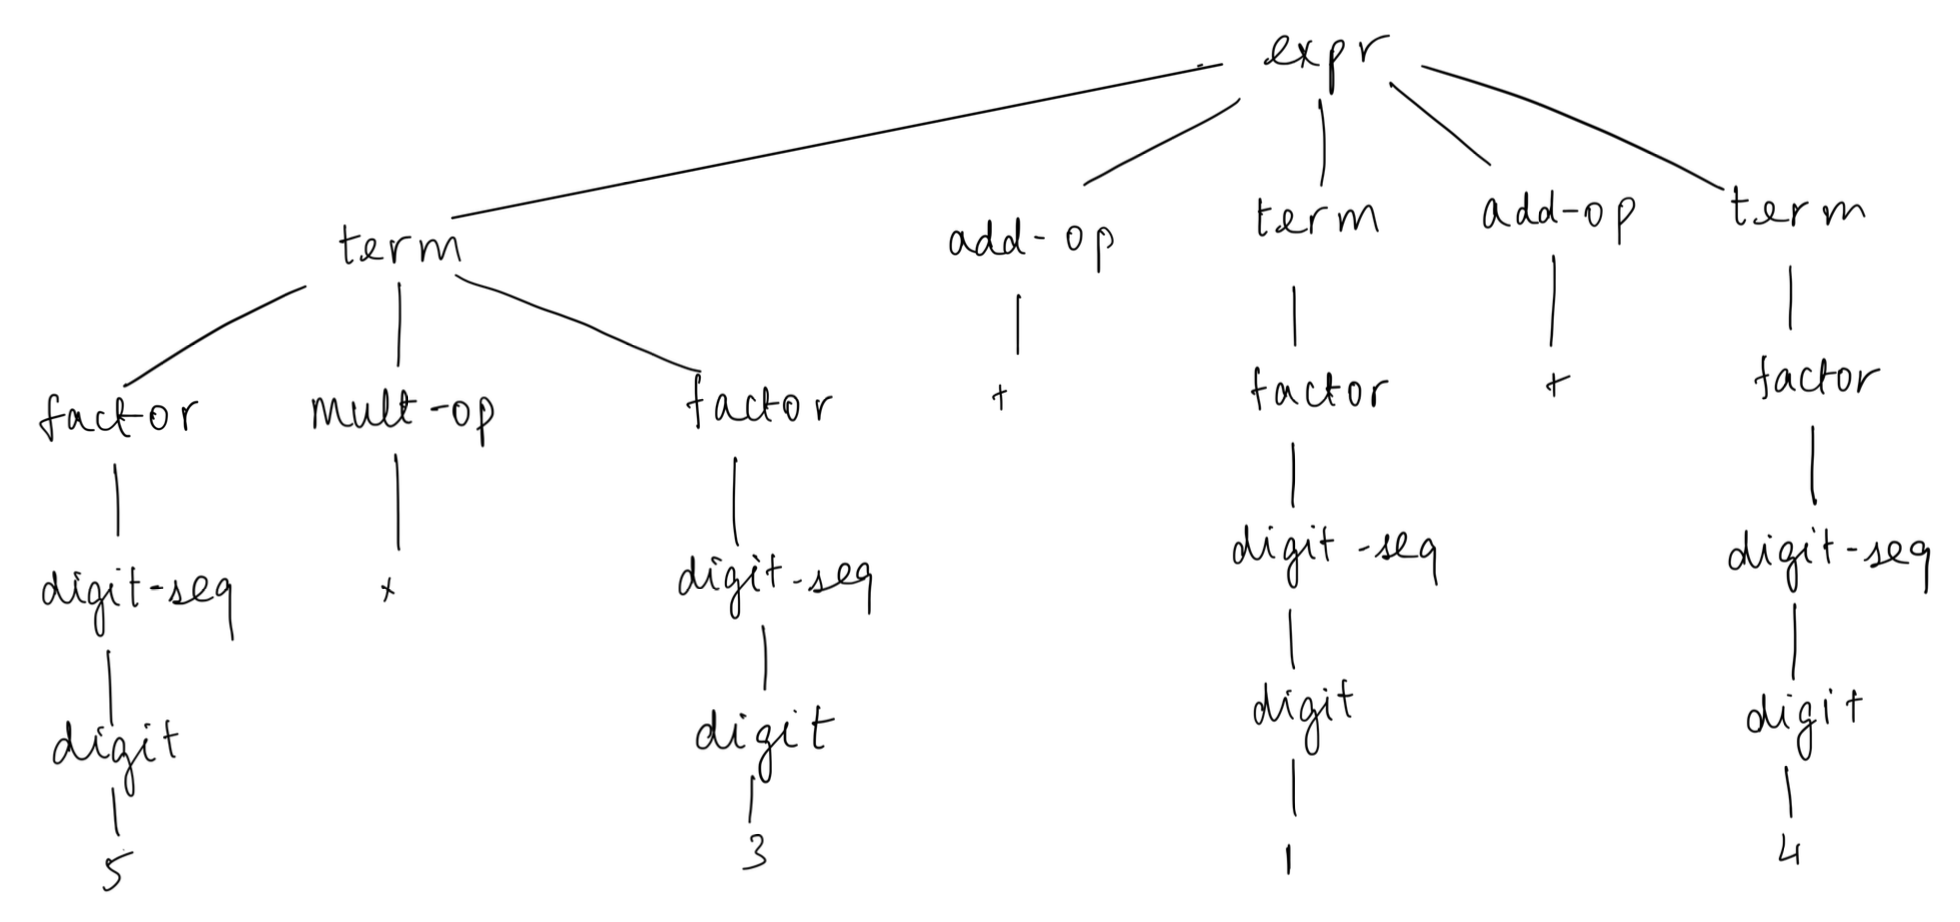 expr
term add-op term add-op term
factor mult-op factor + factor + factor
digit-seq x digit-seq digit-seq digit-seq
digit digit digit digit
5 3 1 4